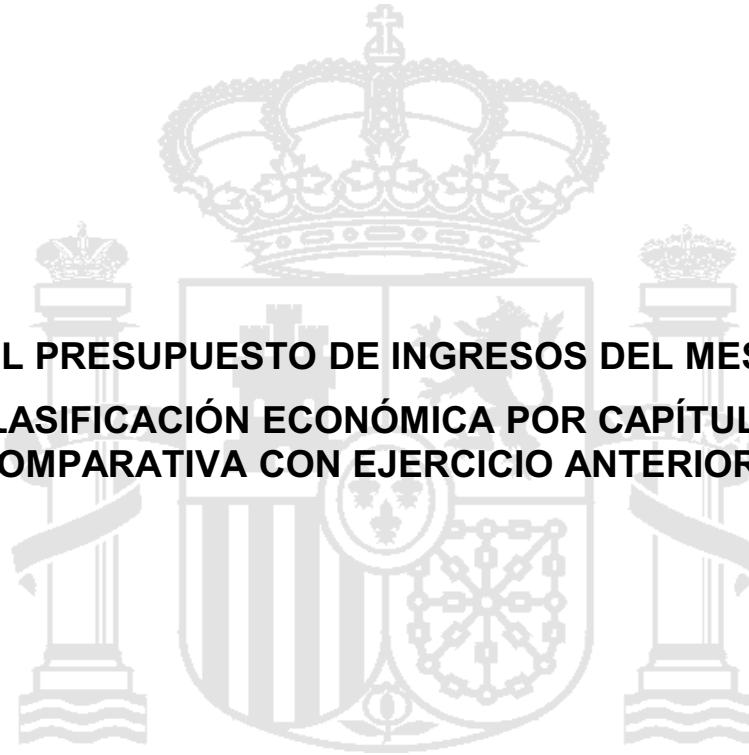 L PRESUPUESTO DE INGRESOS DEL MES
LASIFICACIÓN ECONÓMICA POR CAPÍTUL
OMPARATIVA CON EJERCICIO ANTERIOR